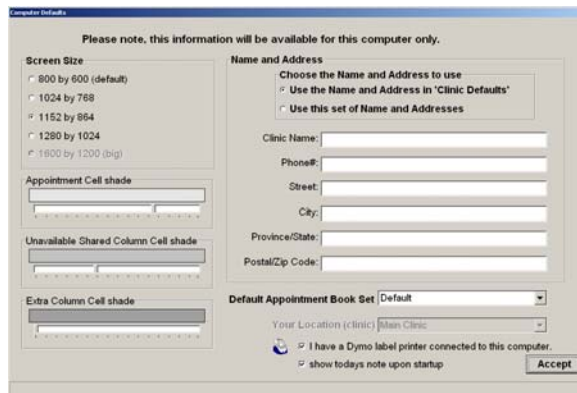 Computer Defaults
Please note, this information will be available for this computer only.
Screen Size
800 by 600 (default)
1024 by 768
1152 by 864
1280 by 1024
1600 by 1200 (big)
Appointment Cell shade
Unavailable Shared Column Cell shade
Extra Column Cell shade
Name and Address
Choose the Name and Address to use
Use the Name and Address in 'Clinic Defaults'
Use this set of Name and Addresses
Clinic Name:
Phone#:
Street:
City:
Province/State:
Postal/Zip Code:
Default Appointment Book Set Default
Your Location (clinic) Main Clinic
I have a Dymo label printer connected to this computer.
show todays note upon startup
Accept